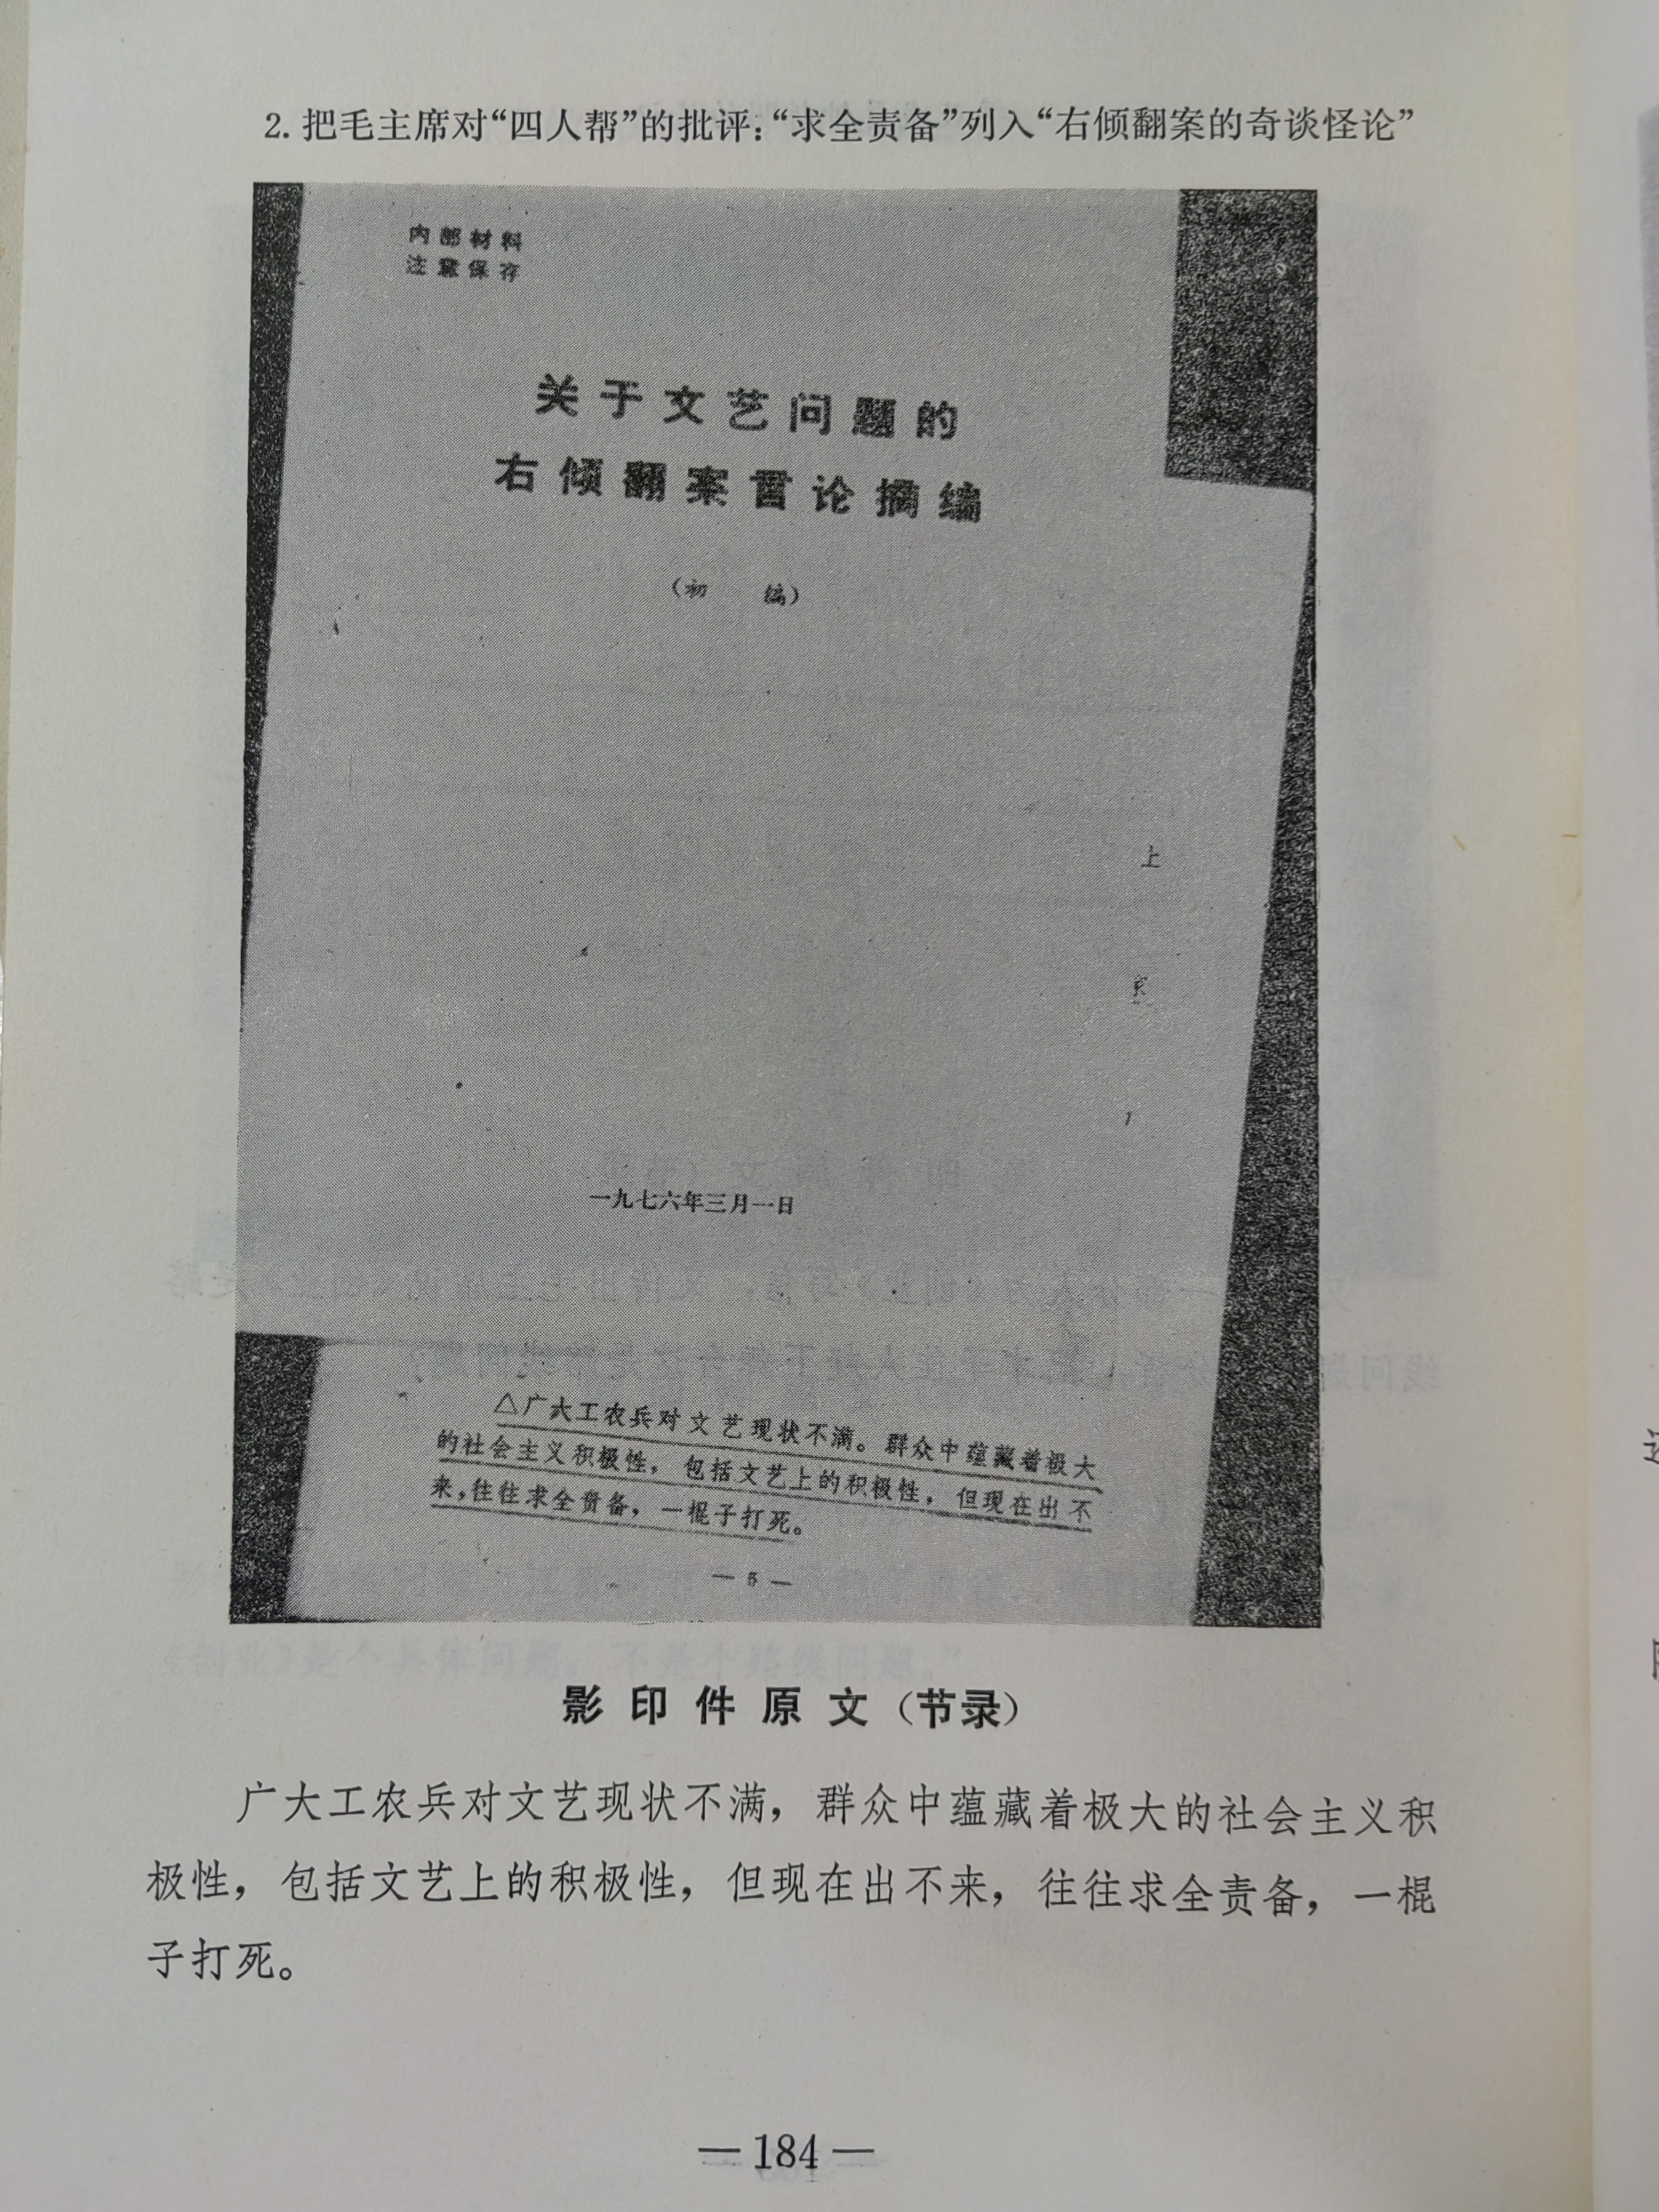 2. 把毛主席对“四人帮”的批评：“求全责备”列入“右倾翻案的奇谈怪论”
内部材料
注意保存
关于文艺问题的
右倾翻案言论摘编
（初 编）
上
一九七六年三月一日
△广大工农兵对文艺现状不满。群众中蕴藏着极大
的社会主义积极性，包括文艺上的积极性，但现在出不
来，往往求全责备，一棍子打死。
— 5 —
影印件原文（节录）
广大工农兵对文艺现状不满，群众中蕴藏着极大的社会主义积
极性，包括文艺上的积极性，但现在出不来，往往求全责备，一棍
子打死。
— 184 —